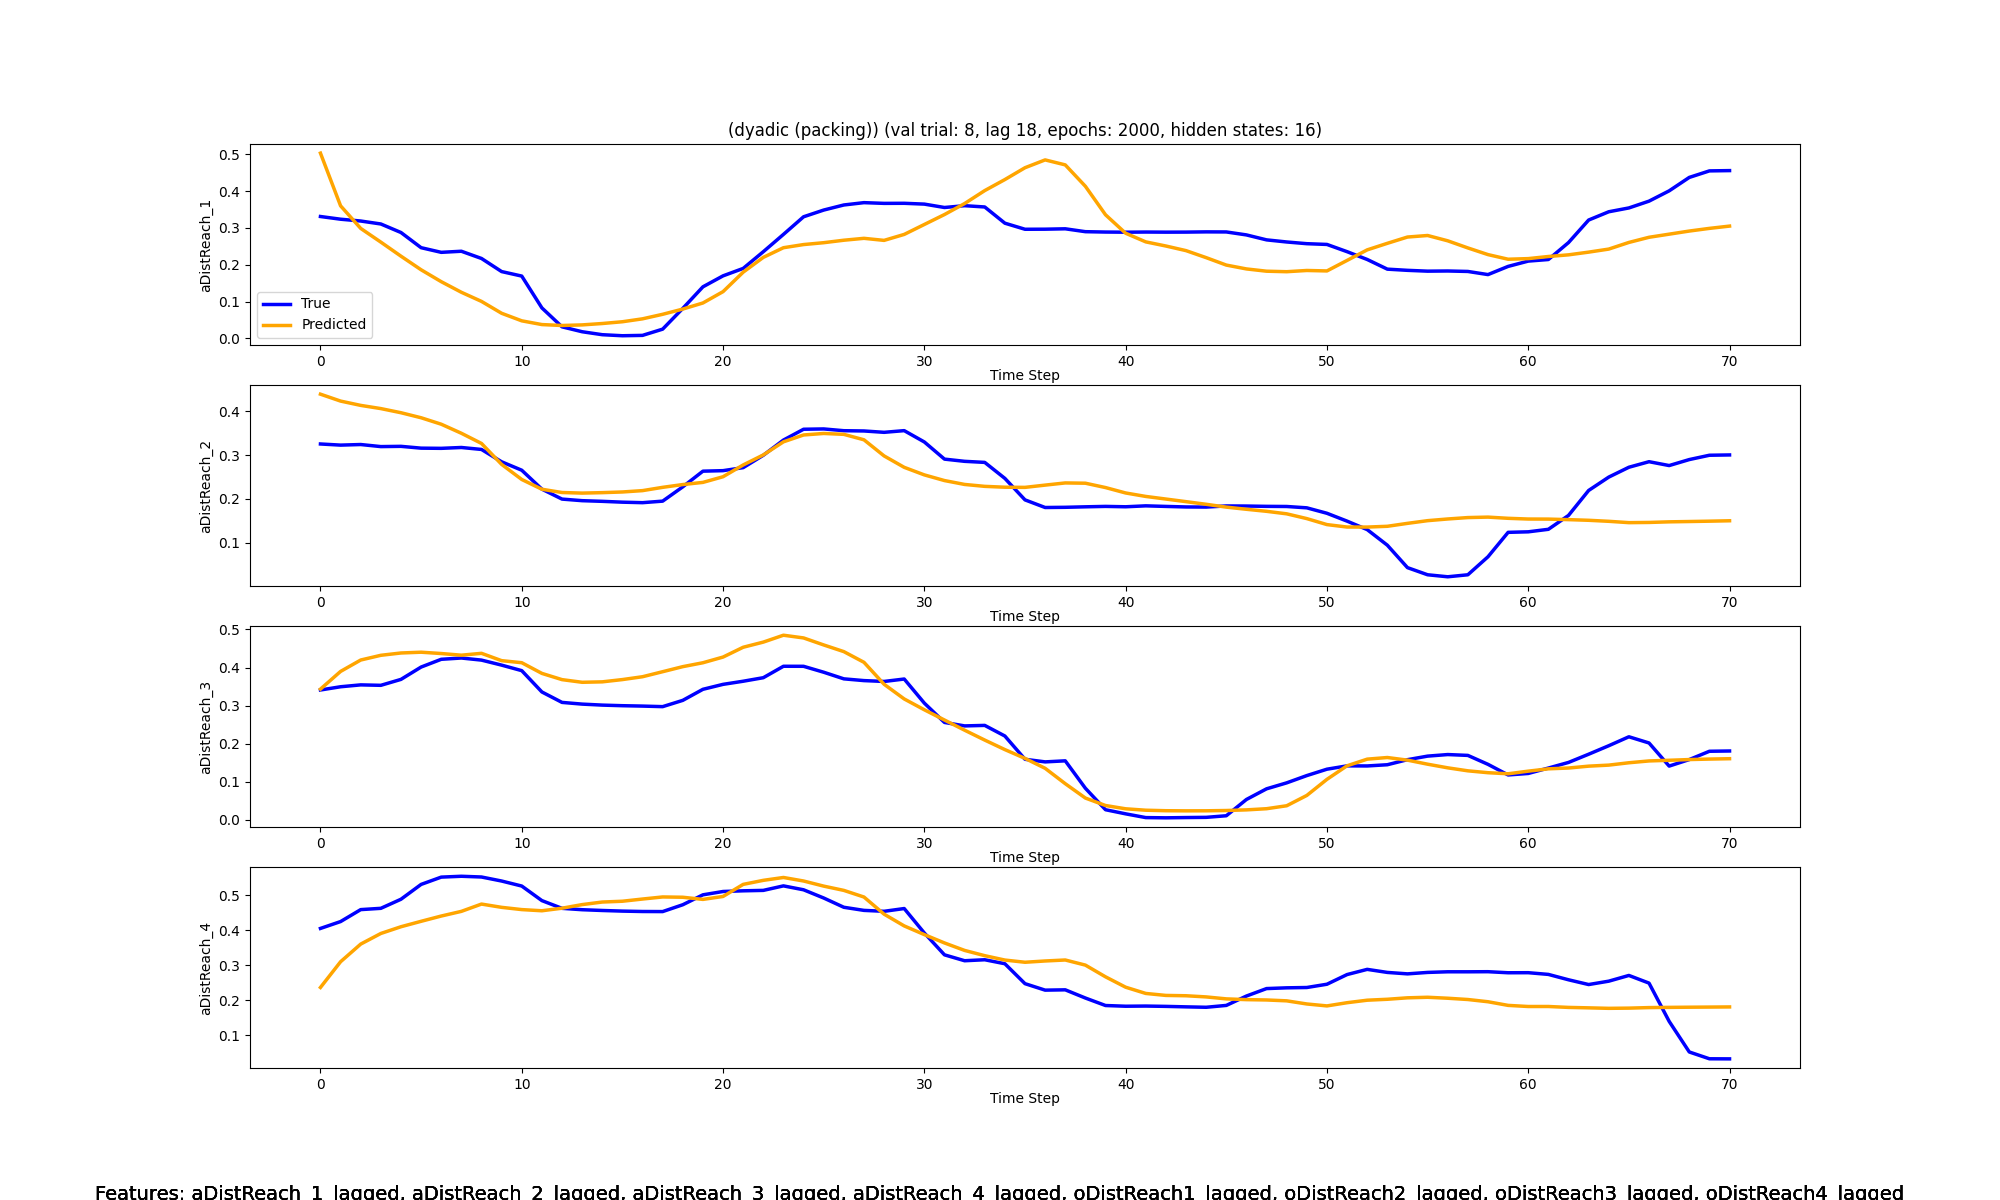 (dyadic (packing)) (val trial: 8, lag 18, epochs: 2000, hidden states: 16)
aDistReach_1
0.5
0.4
0.3
0.2
0.1
0.0
True
Predicted
0 10 20 30 40 50 60 70
Time Step
aDistReach_2
0.4
0.3
0.2
0.1
0 10 20 30 40 50 60 70
Time Step
aDistReach_3
0.5
0.4
0.3
0.2
0.1
0.0
0 10 20 30 40 50 60 70
Time Step
aDistReach_4
0.5
0.4
0.3
0.2
0.1
0 10 20 30 40 50 60 70
Time Step
Features: aDistReach_1_lagged, aDistReach_2_lagged, aDistReach_3_lagged, aDistReach_4_lagged, oDistReach1_lagged, oDistReach2_lagged, oDistReach3_lagged, oDistReach4_lagged